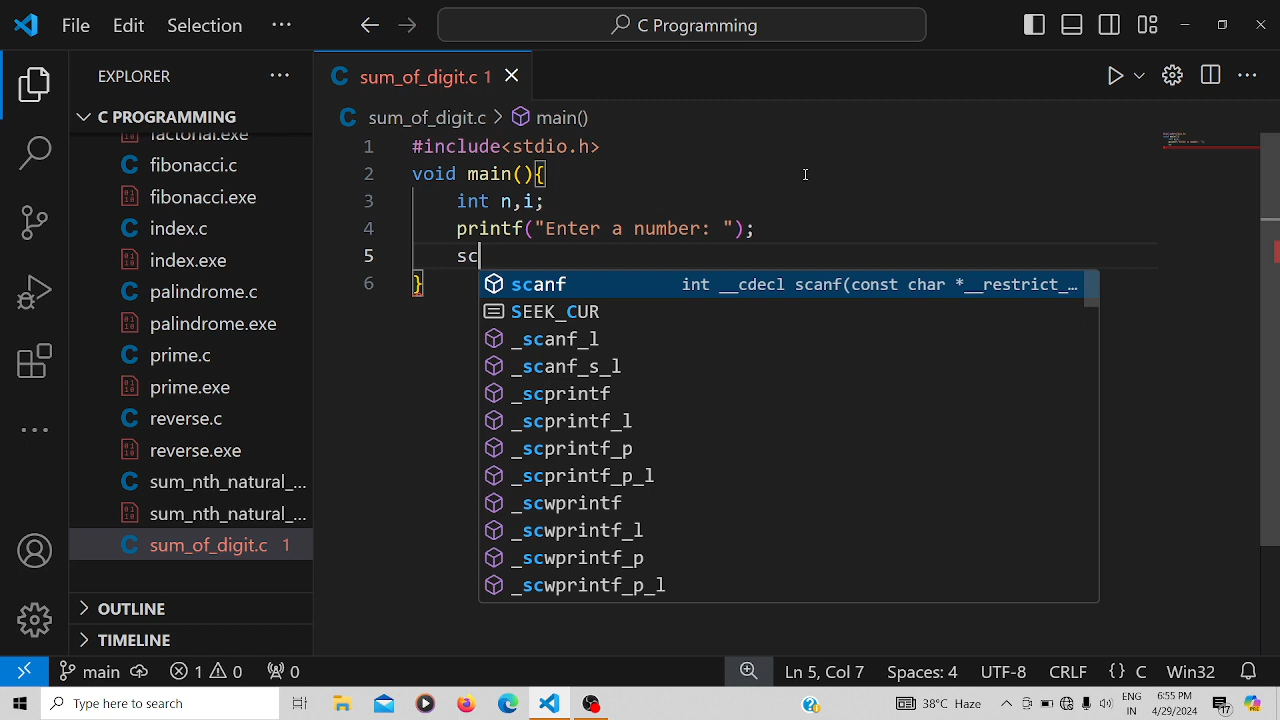 File Edit Selection ··· C Programming
EXPLORER ···
C PROGRAMMING
factorial.exe
fibonacci.c
fibonacci.exe
index.c
index.exe
palindrome.c
palindrome.exe
prime.c
prime.exe
reverse.c
reverse.exe
sum_nth_natural_...
sum_nth_natural_...
sum_of_digit.c 1
OUTLINE
TIMELINE
sum_of_digit.c 1
sum_of_digit.c > main()
1 #include<stdio.h>
2 void main(){
3 int n,i;
4 printf("Enter a number: ");
5 sc
6 }
scanf int __cdecl scanf(const char *__restrict_…
SEEK_CUR
_scanf_l
_scanf_s_l
_scprintf
_scprintf_l
_scprintf_p
_scprintf_p_l
_scwprintf
_scwprintf_l
_scwprintf_p
_scwprintf_p_l
main 1 0 0 Ln 5, Col 7 Spaces: 4 UTF-8 CRLF {} C Win32
Type here to search 38°C Haze ENG IN 6:55 PM 4/29/2024 7